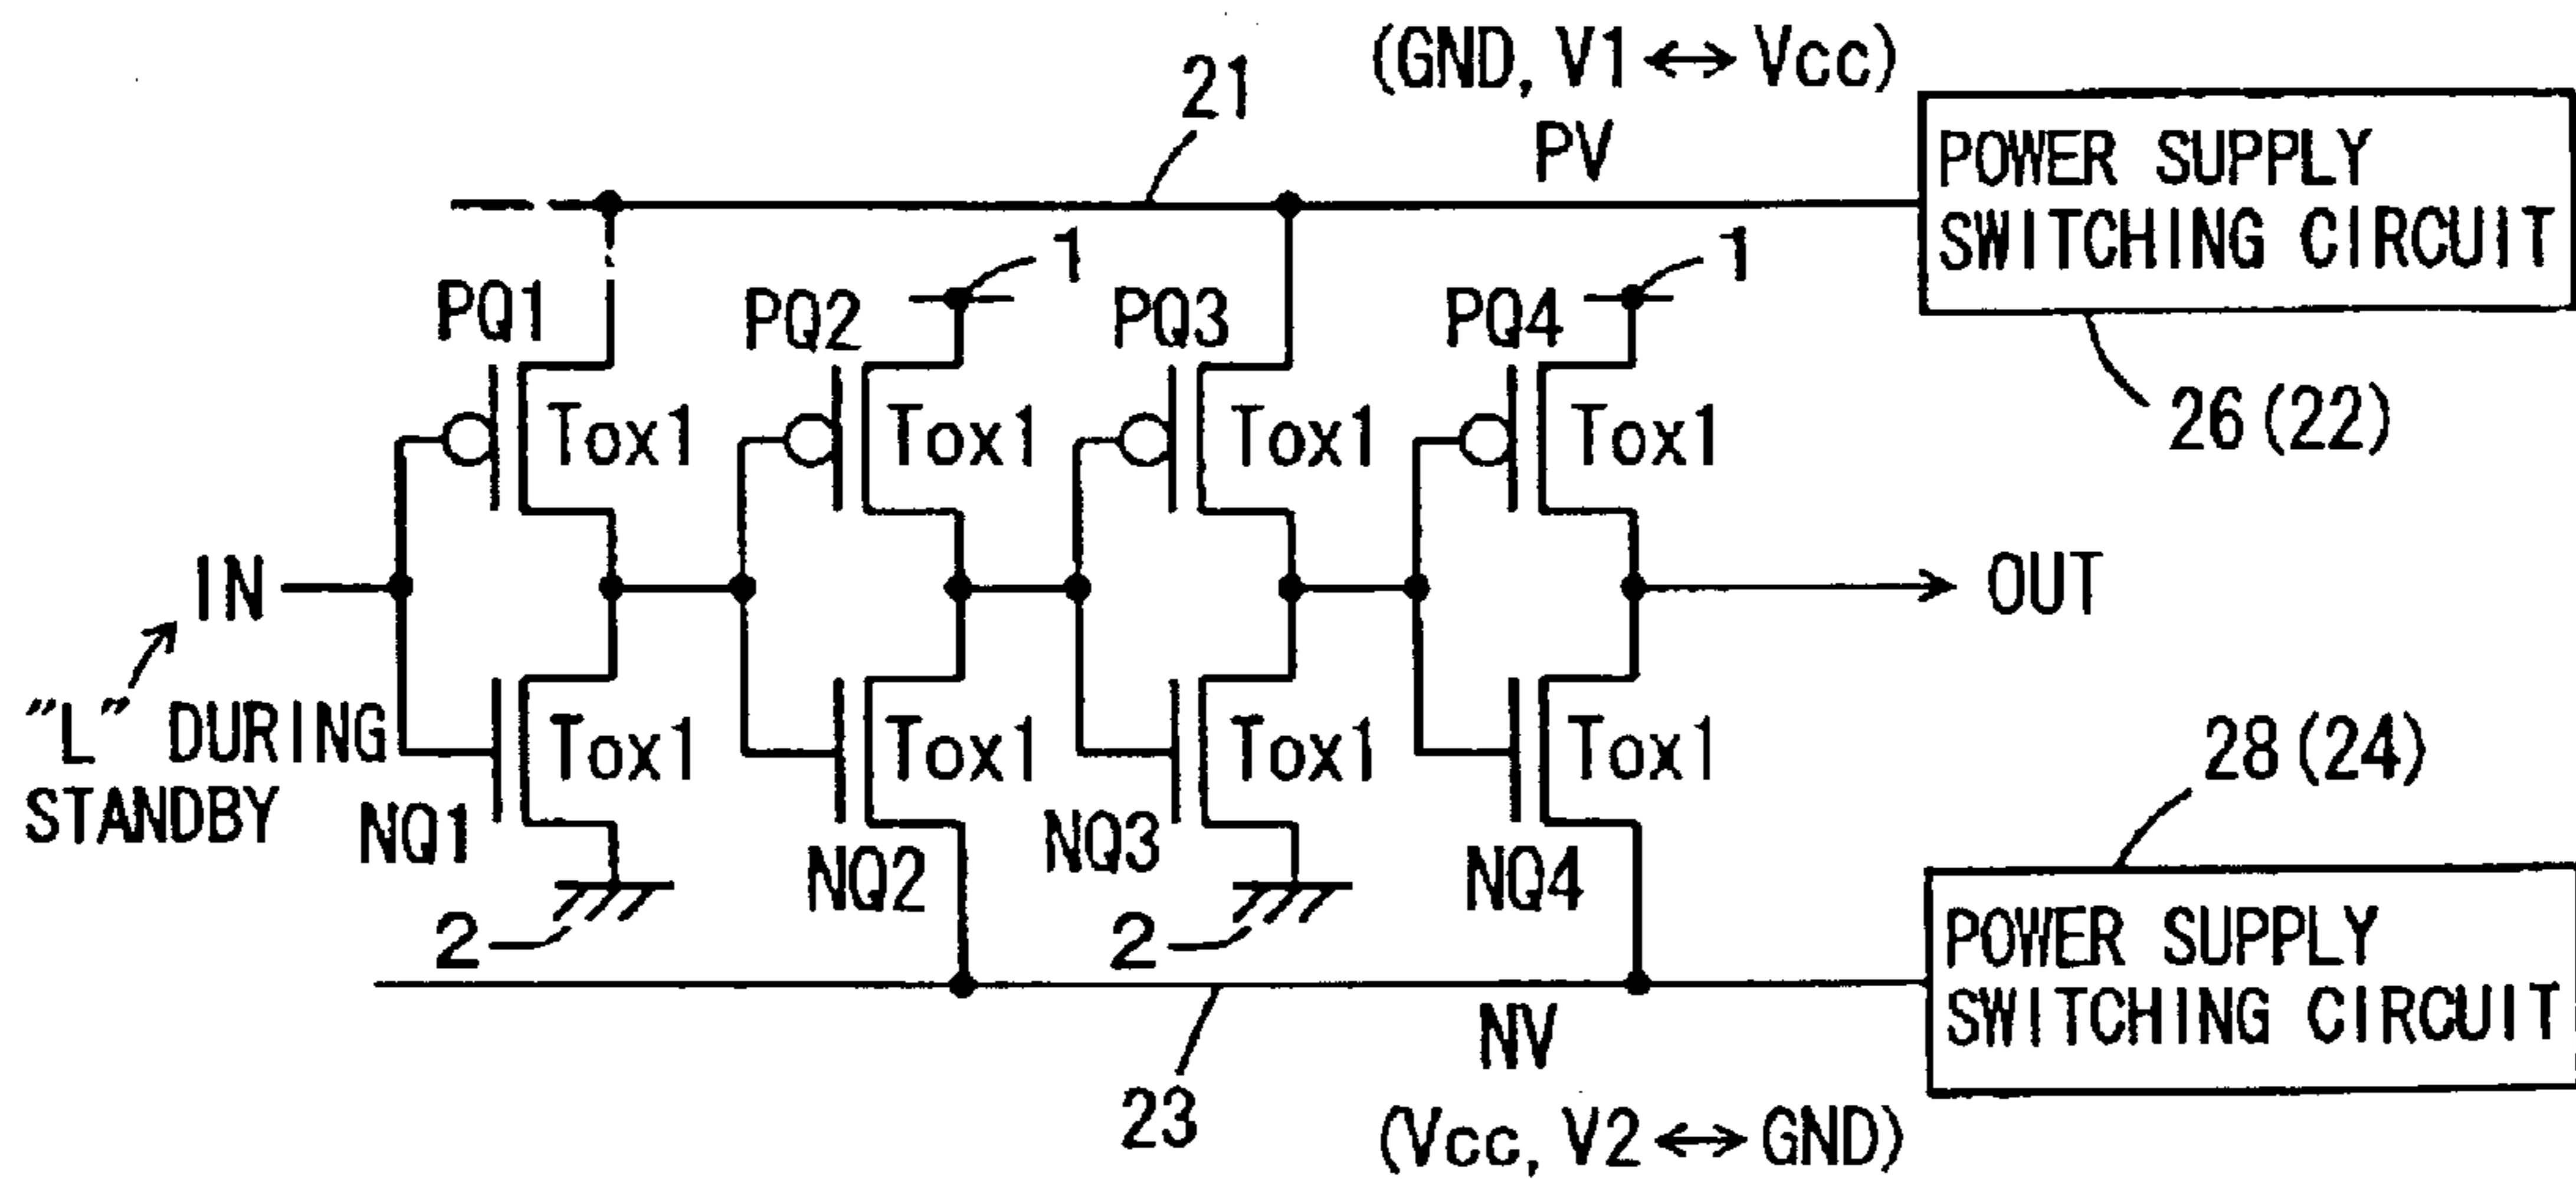 (GND, V1 ↔ Vcc)
21
PV
POWER SUPPLY
SWITCHING CIRCUIT
1
1
PQ1
PQ2
PQ3
PQ4
26 (22)
Tox1
Tox1
Tox1
Tox1
IN
OUT
"L" DURING
STANDBY
Tox1
Tox1
Tox1
Tox1
28 (24)
NQ1
NQ2
NQ3
NQ4
2
2
POWER SUPPLY
SWITCHING CIRCUIT
NV
23
(Vcc, V2 ↔ GND)